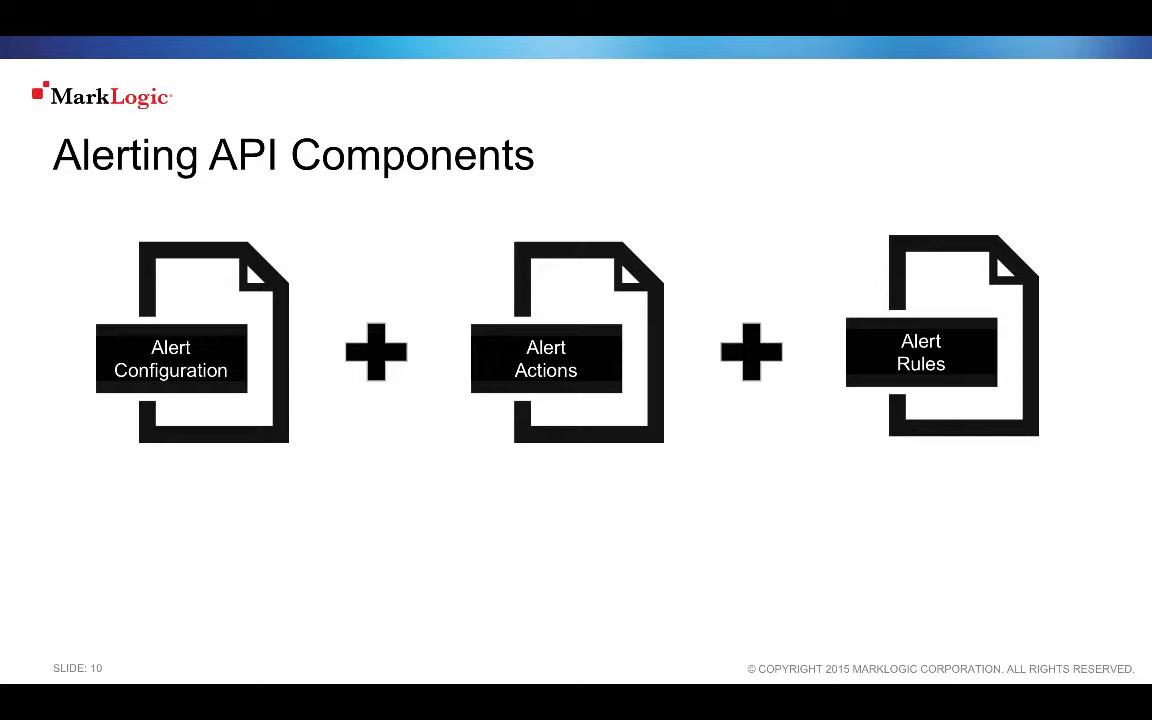 MarkLogic
Alerting API Components
Alert
Configuration
Alert
Actions
Alert
Rules
SLIDE: 10
© COPYRIGHT 2015 MARKLOGIC CORPORATION. ALL RIGHTS RESERVED.